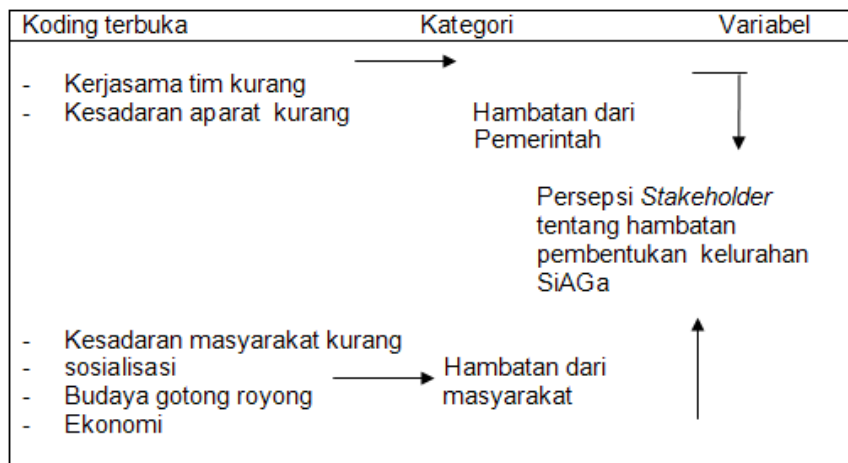 Koding terbuka Kategori Variabel
- Kerjasama tim kurang
- Kesadaran aparat kurang
Hambatan dari
Pemerintah
Persepsi Stakeholder
tentang hambatan
pembentukan kelurahan
SiAGa
- Kesadaran masyarakat kurang
- sosialisasi
- Budaya gotong royong
- Ekonomi
Hambatan dari
masyarakat